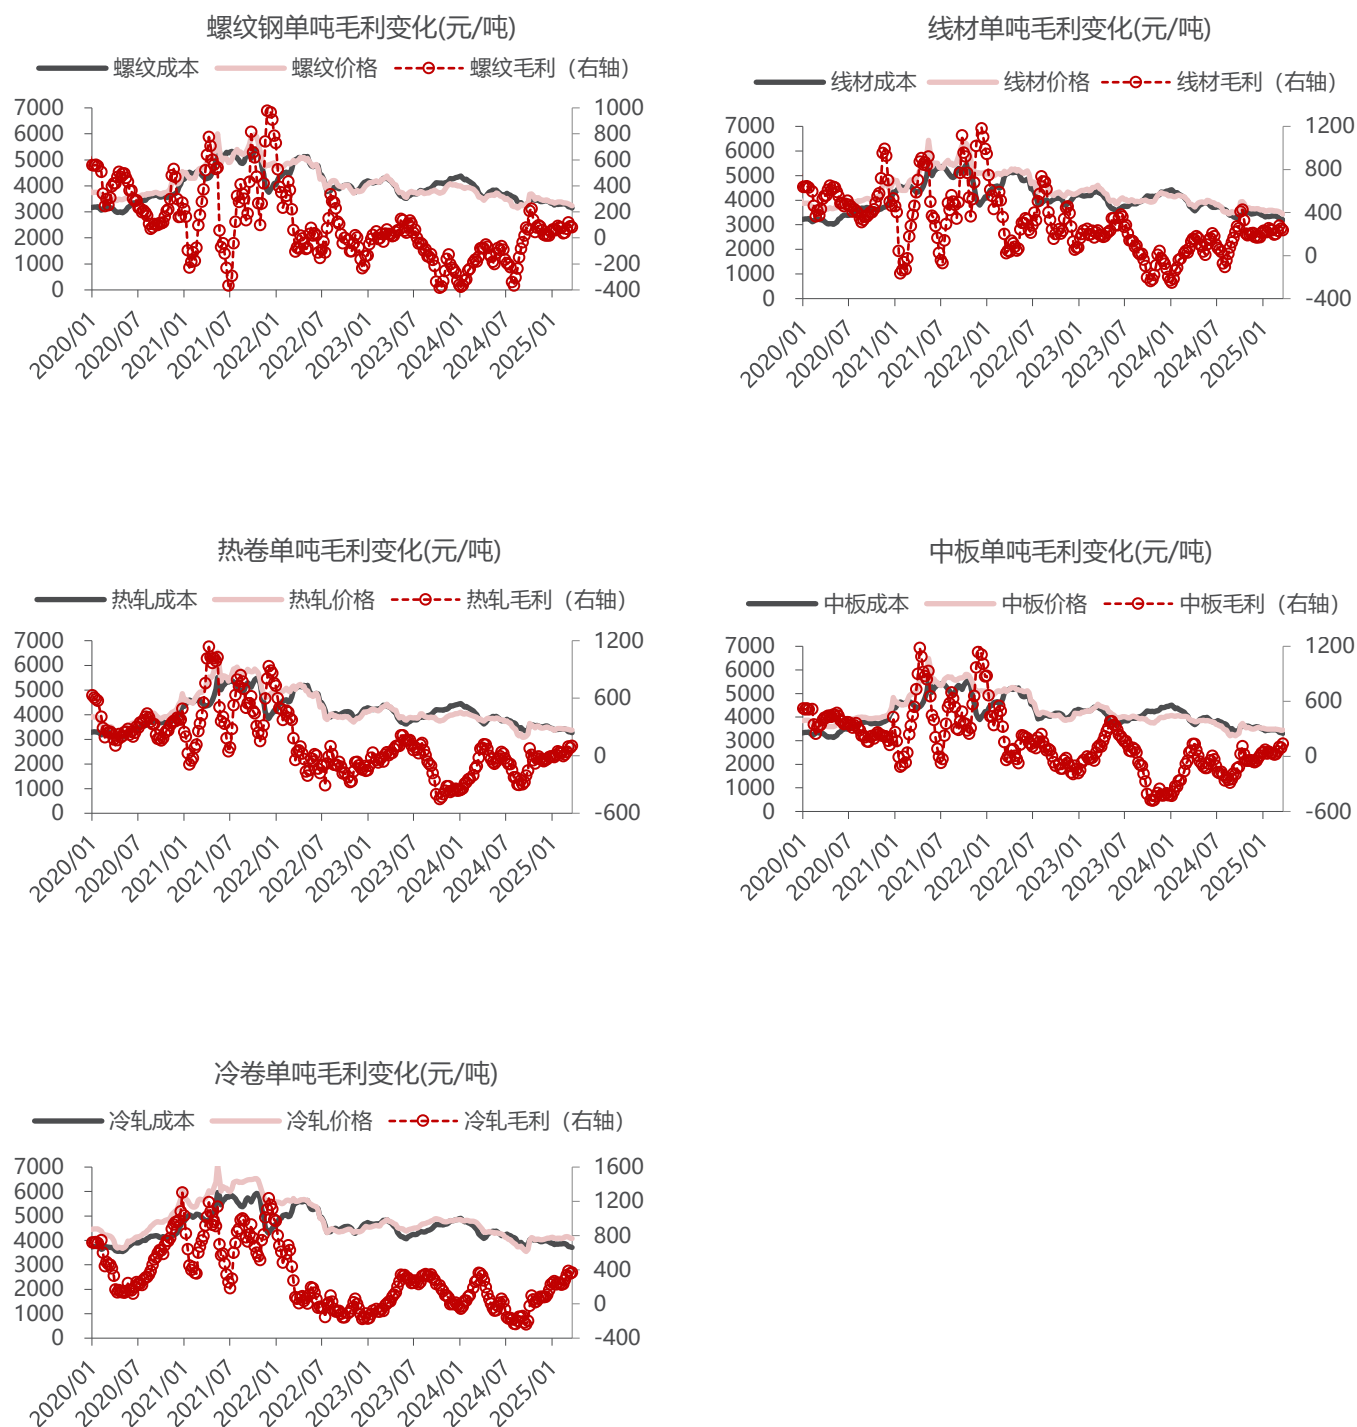 螺纹钢单吨毛利变化(元/吨)
螺纹成本 螺纹价格 螺纹毛利（右轴）
7000 1000
6000 800
5000 600
4000 400
3000 200
2000 0
1000 -200
0 -400
2020/01 2020/07 2021/01 2021/07 2022/01 2022/07 2023/01 2023/07 2024/01 2024/07 2025/01
线材单吨毛利变化(元/吨)
线材成本 线材价格 线材毛利（右轴）
7000 1200
6000
5000 800
4000
3000 400
2000 0
1000
0 -400
2020/01 2020/07 2021/01 2021/07 2022/01 2022/07 2023/01 2023/07 2024/01 2024/07 2025/01
热卷单吨毛利变化(元/吨)
热轧成本 热轧价格 热轧毛利（右轴）
7000 1200
6000
5000 600
4000
3000
2000 0
1000
0 -600
2020/01 2020/07 2021/01 2021/07 2022/01 2022/07 2023/01 2023/07 2024/01 2024/07 2025/01
中板单吨毛利变化(元/吨)
中板成本 中板价格 中板毛利（右轴）
7000 1200
6000
5000 600
4000
3000
2000 0
1000
0 -600
2020/01 2020/07 2021/01 2021/07 2022/01 2022/07 2023/01 2023/07 2024/01 2024/07 2025/01
冷卷单吨毛利变化(元/吨)
冷轧成本 冷轧价格 冷轧毛利（右轴）
7000 1600
6000 1200
5000 800
4000
3000 400
2000 0
1000
0 -400
2020/01 2020/07 2021/01 2021/07 2022/01 2022/07 2023/01 2023/07 2024/01 2024/07 2025/01